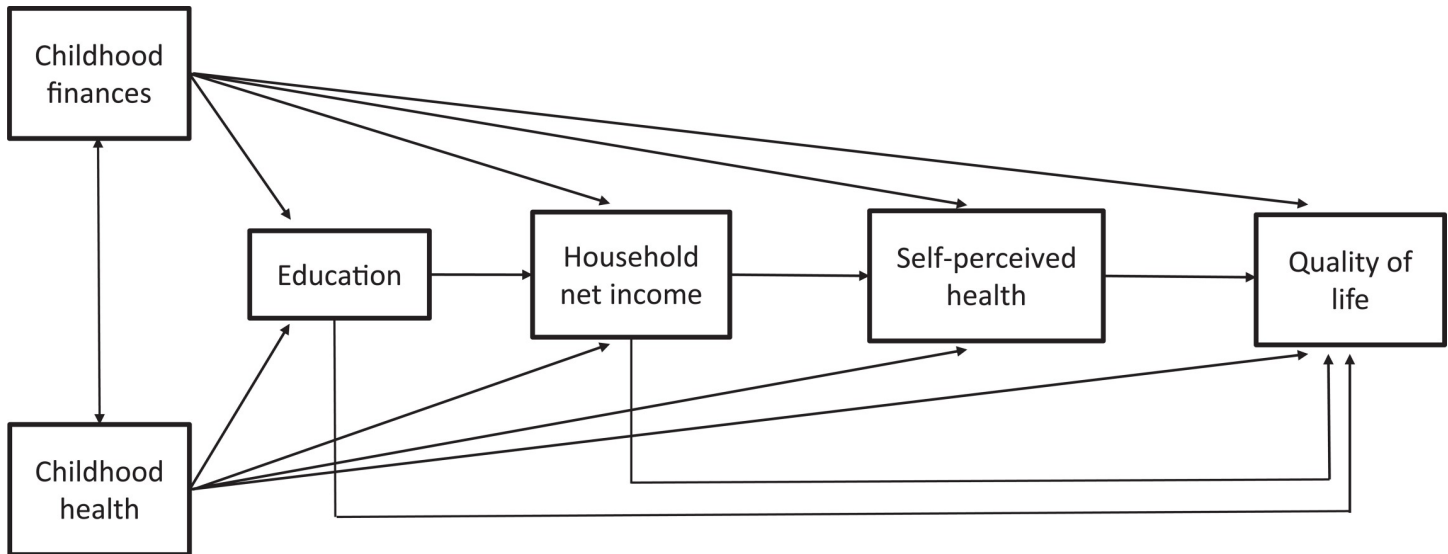 Childhood
finances
Education
Household
net income
Self-perceived
health
Quality of
life
Childhood
health